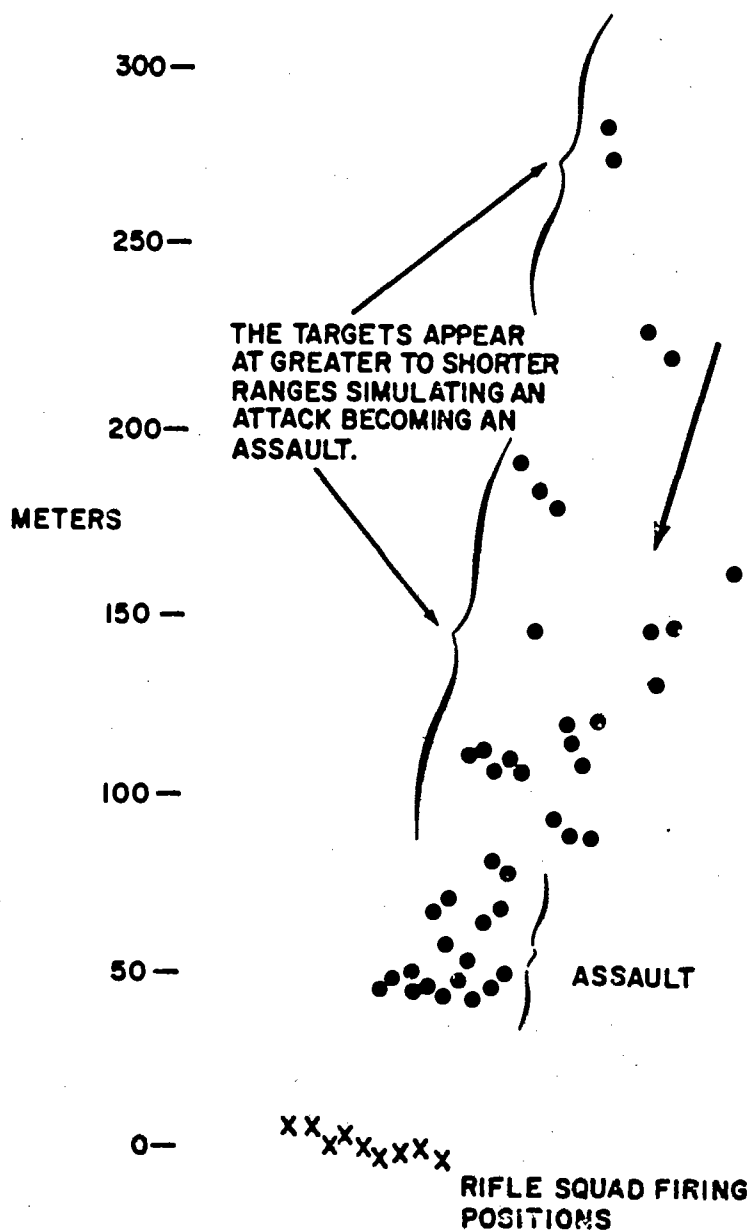 300—
250—
THE TARGETS APPEAR
AT GREATER TO SHORTER
RANGES SIMULATING AN
ATTACK BECOMING AN
ASSAULT.
200—
METERS
150—
100—
50—
ASSAULT
0—
X X X X X X X X X
RIFLE SQUAD FIRING
POSITIONS